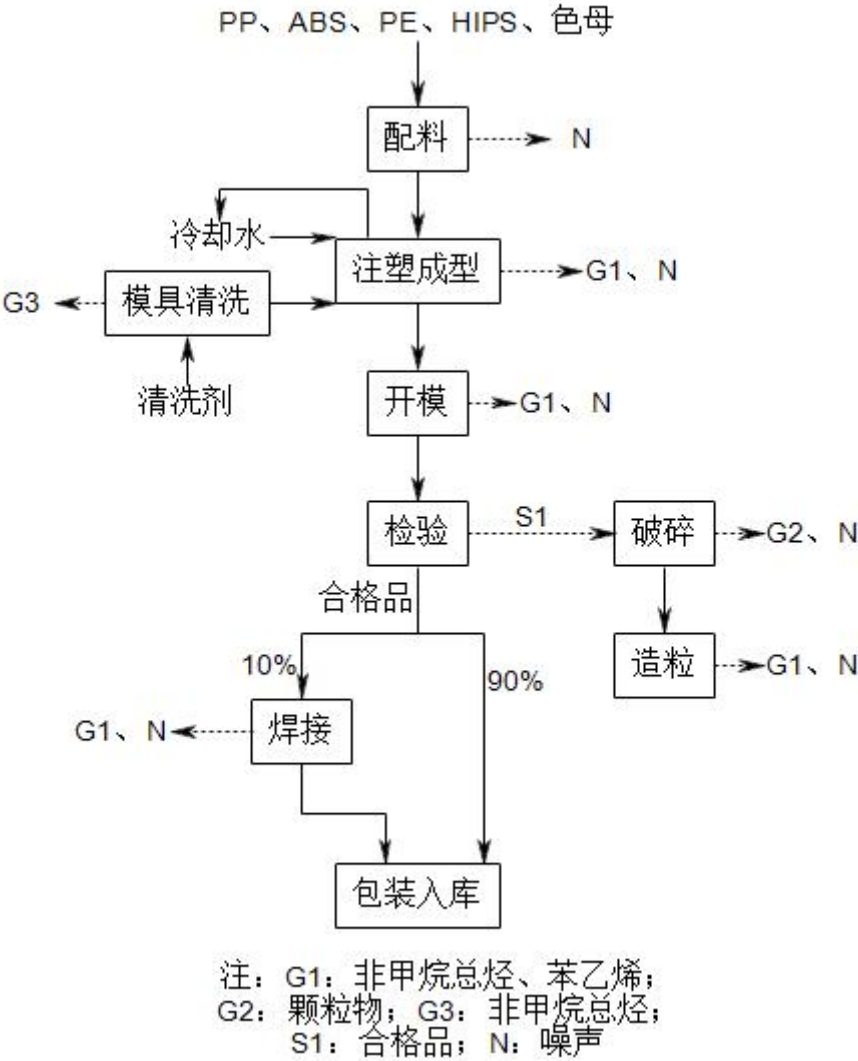 PP、ABS、PE、HIPS、色母
配料
N
冷却水
注塑成型
G1、N
G3
模具清洗
清洗剂
开模
G1、N
检验
S1
破碎
G2、N
合格品
造粒
G1、N
10%
90%
G1、N
焊接
包装入库
注：G1：非甲烷总烃、苯乙烯；
G2：颗粒物；G3：非甲烷总烃；
S1：合格品；N：噪声